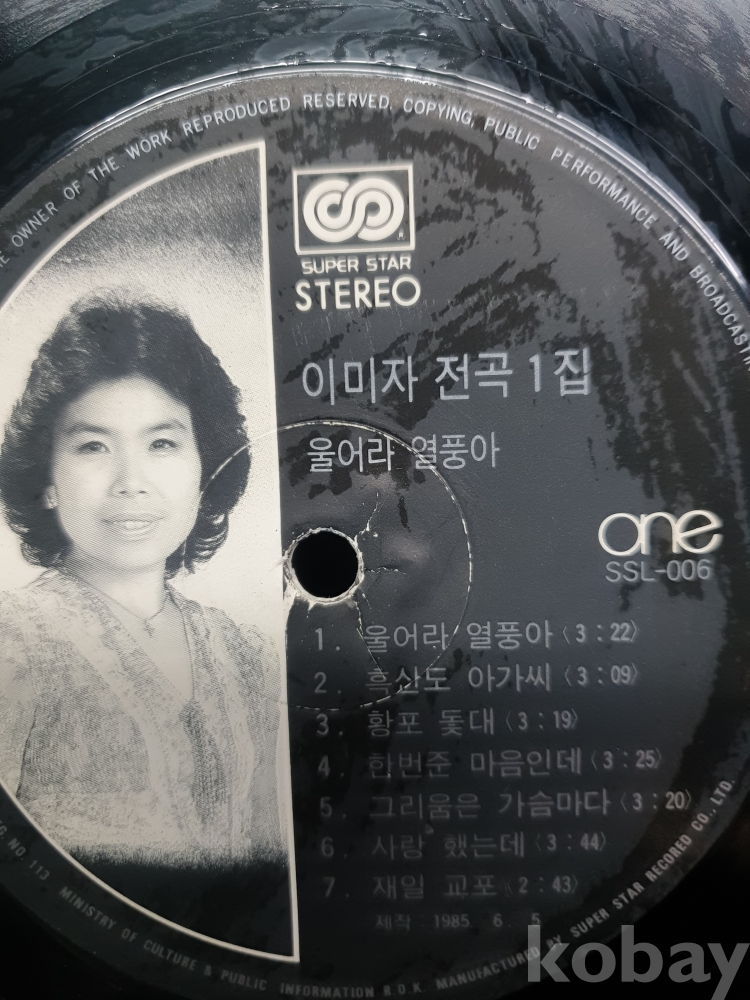 E OWNER OF THE WORK REPRODUCED RESERVED, COPYING, PUBLIC PERFORMANCE AND BROADCASTIN
SUPER STAR
STEREO
이미자 전곡 1집
울어라 열풍아
one
SSL-006
1. 울어라 열풍아 〈3:22〉
2. 흑산도 아가씨 〈3:09〉
3. 황포 돛대 〈3:19〉
4. 한번준 마음인데 〈3:25〉
5. 그리움은 가슴마다 〈3:20〉
6. 사랑 했는데 〈3:44〉
7. 재일 교포 〈2:43〉
제작: 1985. 6. 5
G. NO. 113 MINISTRY OF CULTURE & PUBLIC INFORMATION R.O.K. MANUFACTURED BY SUPER STAR RECORED CO., LTD.
kobay